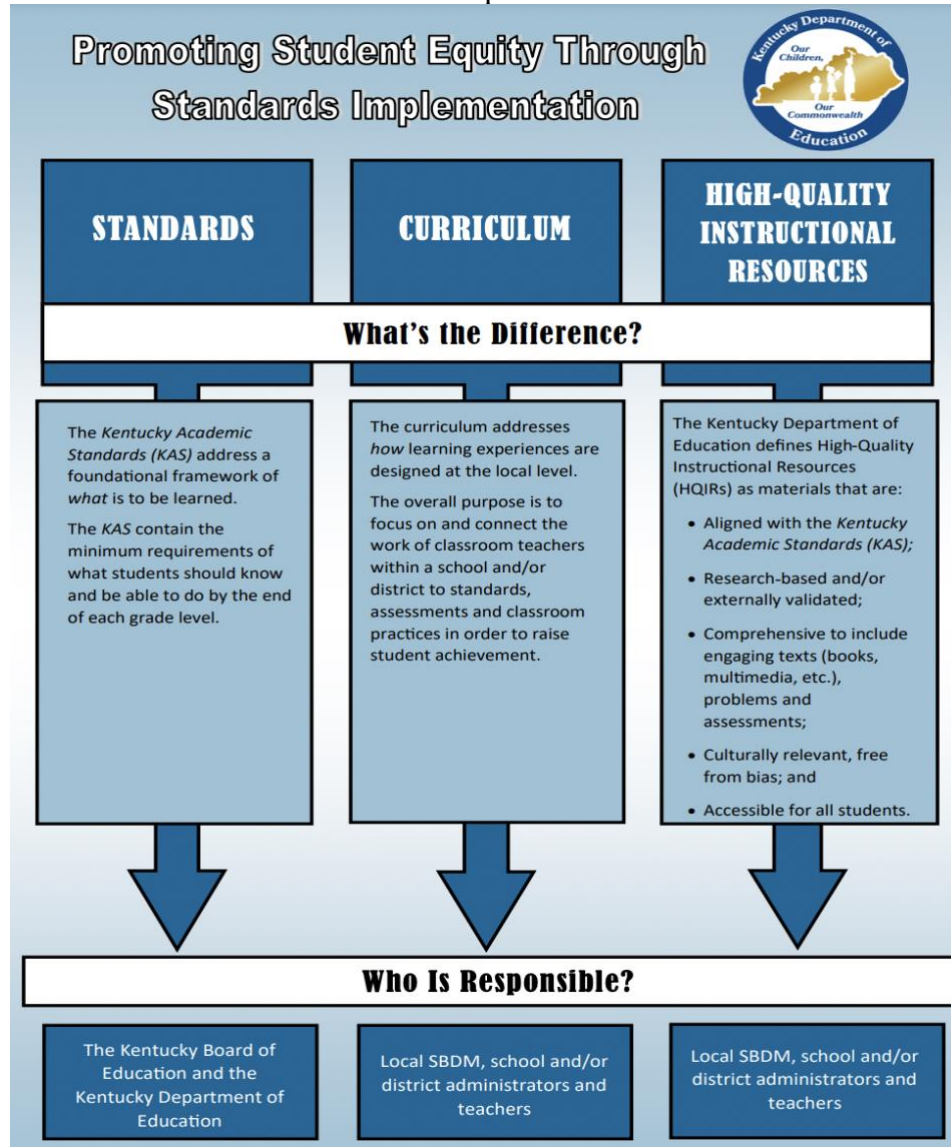 Promoting Student Equity Through
Standards Implementation
Kentucky Department of
Education
Our
Children,
Our
Commonwealth
STANDARDS
CURRICULUM
HIGH-QUALITY
INSTRUCTIONAL
RESOURCES
What's the Difference?
The Kentucky Academic
Standards (KAS) address a
foundational framework of
what is to be learned.
The KAS contain the
minimum requirements of
what students should know
and be able to do by the end
of each grade level.
The curriculum addresses
how learning experiences are
designed at the local level.
The overall purpose is to
focus on and connect the
work of classroom teachers
within a school and/or
district to standards,
assessments and classroom
practices in order to raise
student achievement.
The Kentucky Department of
Education defines High-Quality
Instructional Resources
(HQIRs) as materials that are:
• Aligned with the Kentucky
Academic Standards (KAS);
• Research-based and/or
externally validated;
• Comprehensive to include
engaging texts (books,
multimedia, etc.),
problems and
assessments;
• Culturally relevant, free
from bias; and
• Accessible for all students.
Who Is Responsible?
The Kentucky Board of
Education and the
Kentucky Department of
Education
Local SBDM, school and/or
district administrators and
teachers
Local SBDM, school and/or
district administrators and
teachers